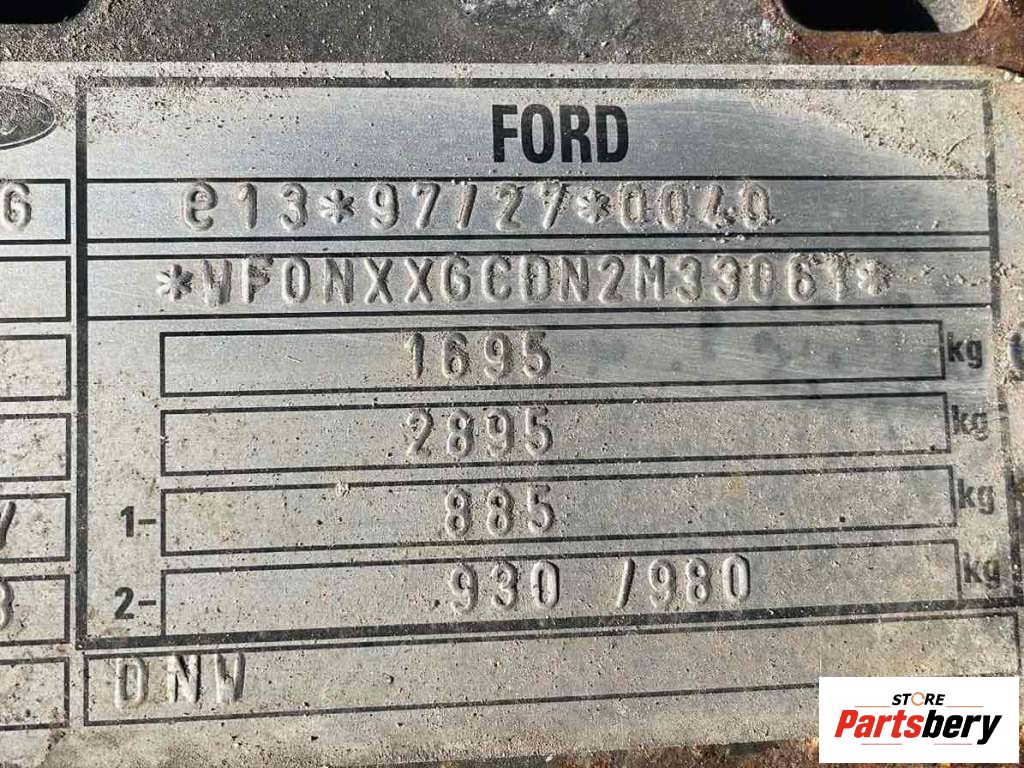 FORD
G
e13*97/27*0040
*WF0NXXGCDN2M33061*
1695 kg
2895 kg
1- 885 kg
2- 930 /980 kg
DNW
STORE
Partsbery